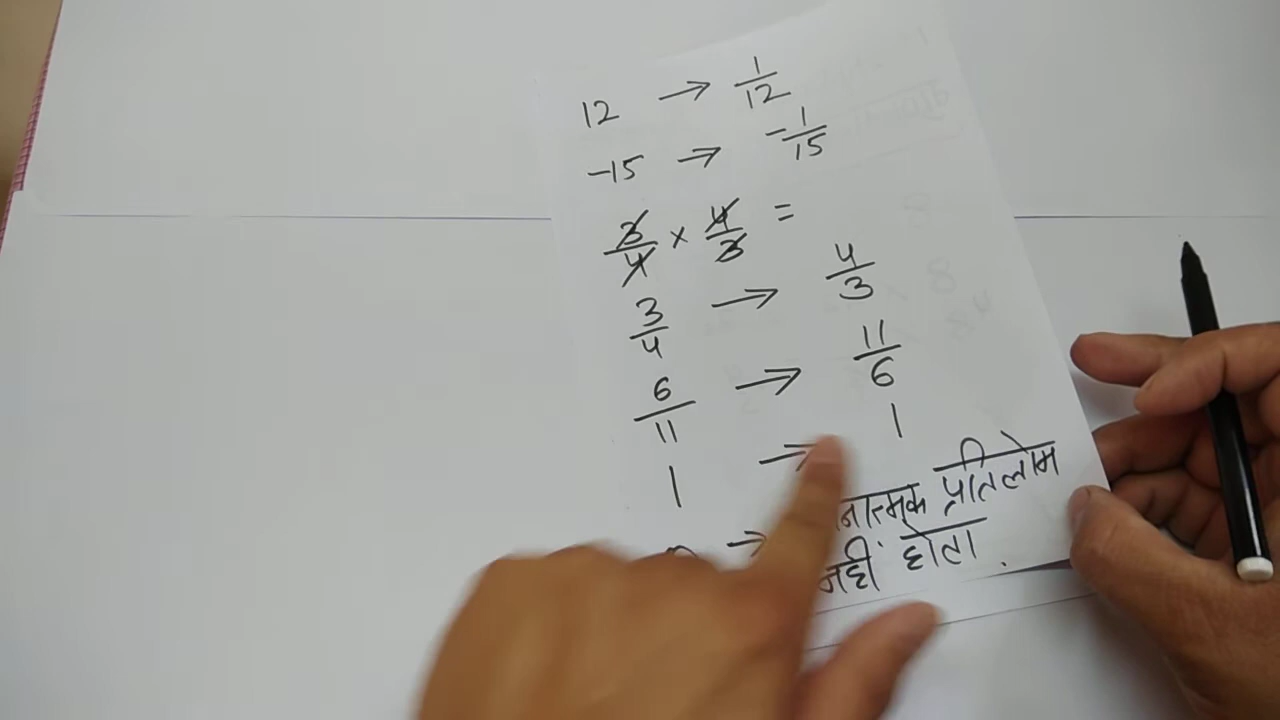 12 → 1/12
-15 → -1/15
3/4 × 4/3 =
3/4 → 4/3
6/11 → 11/6
1 → 1
→ प्रतिलोम
नहीं होता .